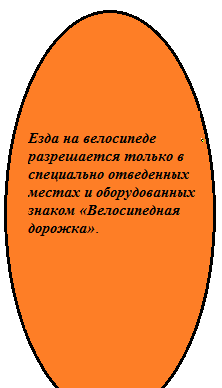 Езда на велосипеде
разрешается только в
специально отведенных
местах и оборудованных
знаком «Велосипедная
дорожка».